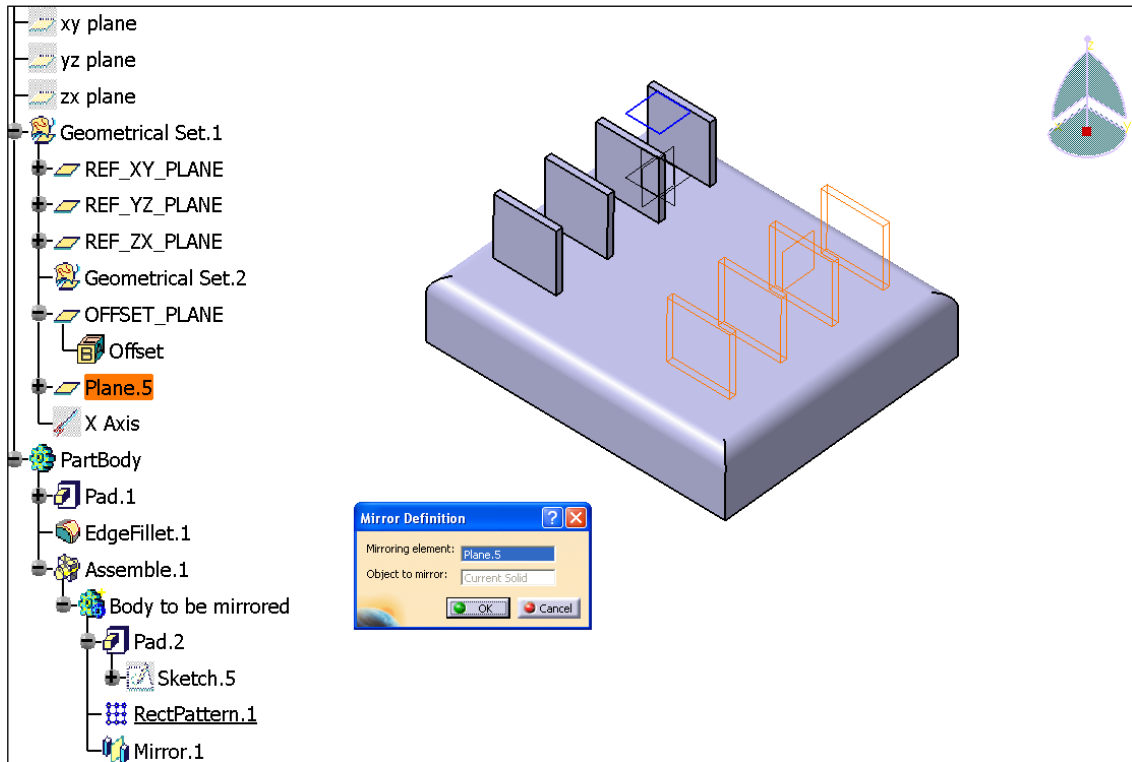 xy plane
yz plane
zx plane
Geometrical Set.1
REF_XY_PLANE
REF_YZ_PLANE
REF_ZX_PLANE
Geometrical Set.2
OFFSET_PLANE
Offset
Plane.5
X Axis
PartBody
Pad.1
EdgeFillet.1
Assemble.1
Body to be mirrored
Pad.2
Sketch.5
RectPattern.1
Mirror.1
Mirror Definition
Mirroring element: Plane.5
Object to mirror: Current Solid
OK Cancel
z